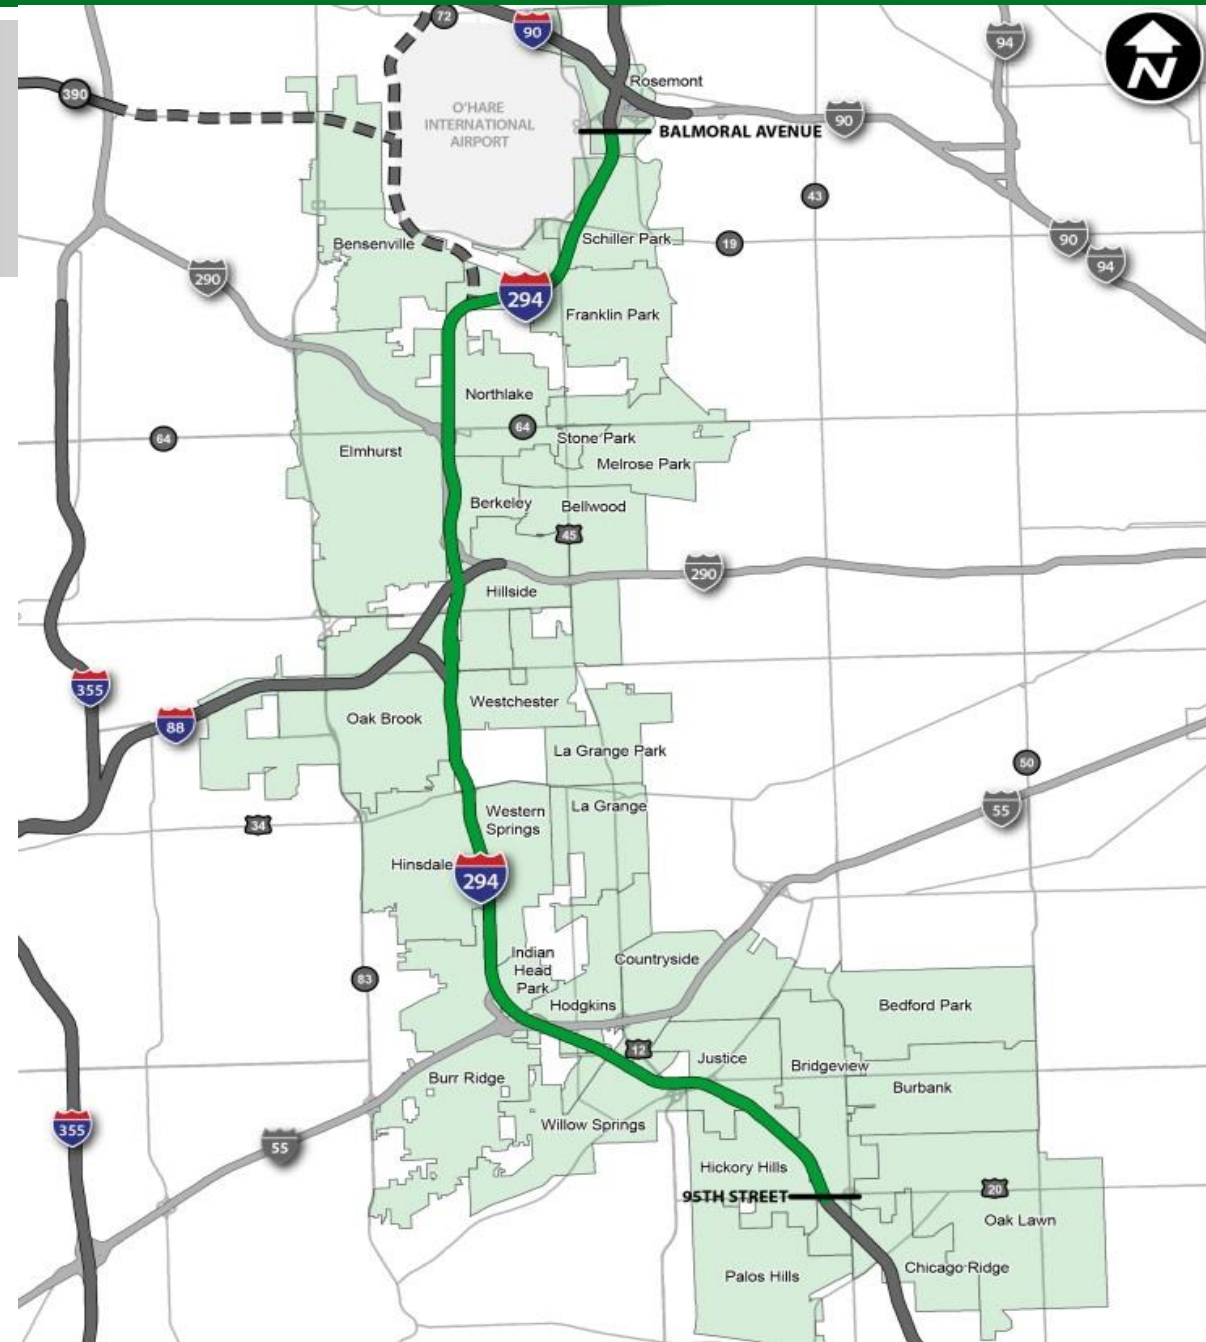 72
90
94
N
390
Rosemont
O'HARE
INTERNATIONAL
AIRPORT
90
BALMORAL AVENUE
43
Bensenville
Schiller Park
19
90
94
290
294
Franklin Park
Northlake
64
64
Stone Park
Elmhurst
Melrose Park
Berkeley
Bellwood
45
290
Hillside
355
88
Oak Brook
Westchester
La Grange Park
50
La Grange
55
Western
Springs
34
Hinsdale
294
83
Indian
Head
Park
Countryside
Hodgkins
Bedford Park
12
Justice
Bridgeview
Burr Ridge
Burbank
355
55
Willow Springs
Hickory Hills
95TH STREET
20
Oak Lawn
Palos Hills
Chicago Ridge